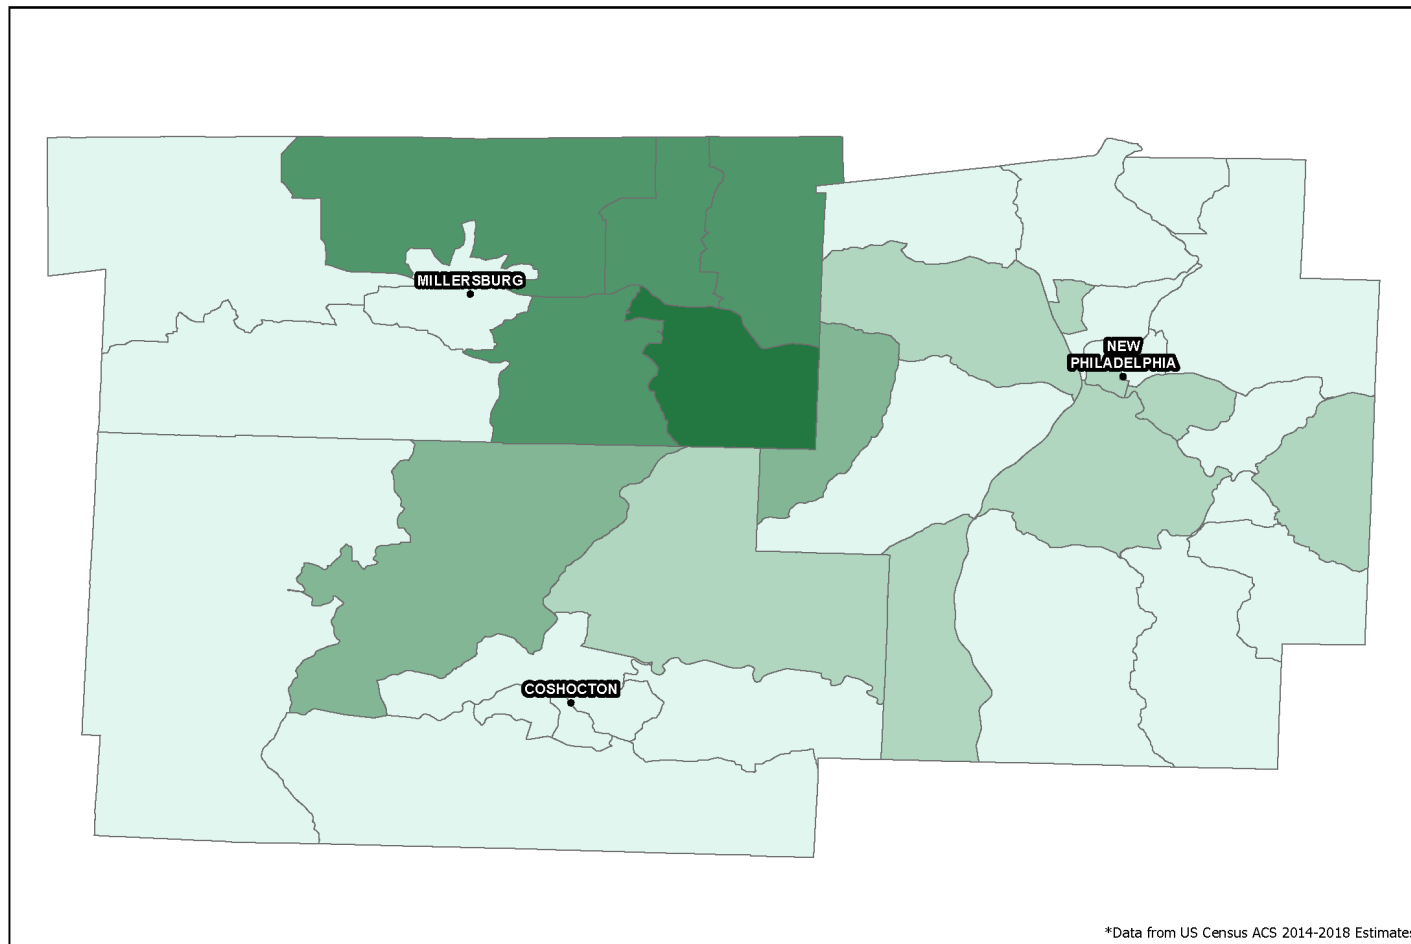 MILLERSBURG
NEW
PHILADELPHIA
COSHOCTON
*Data from US Census ACS 2014-2018 Estimates